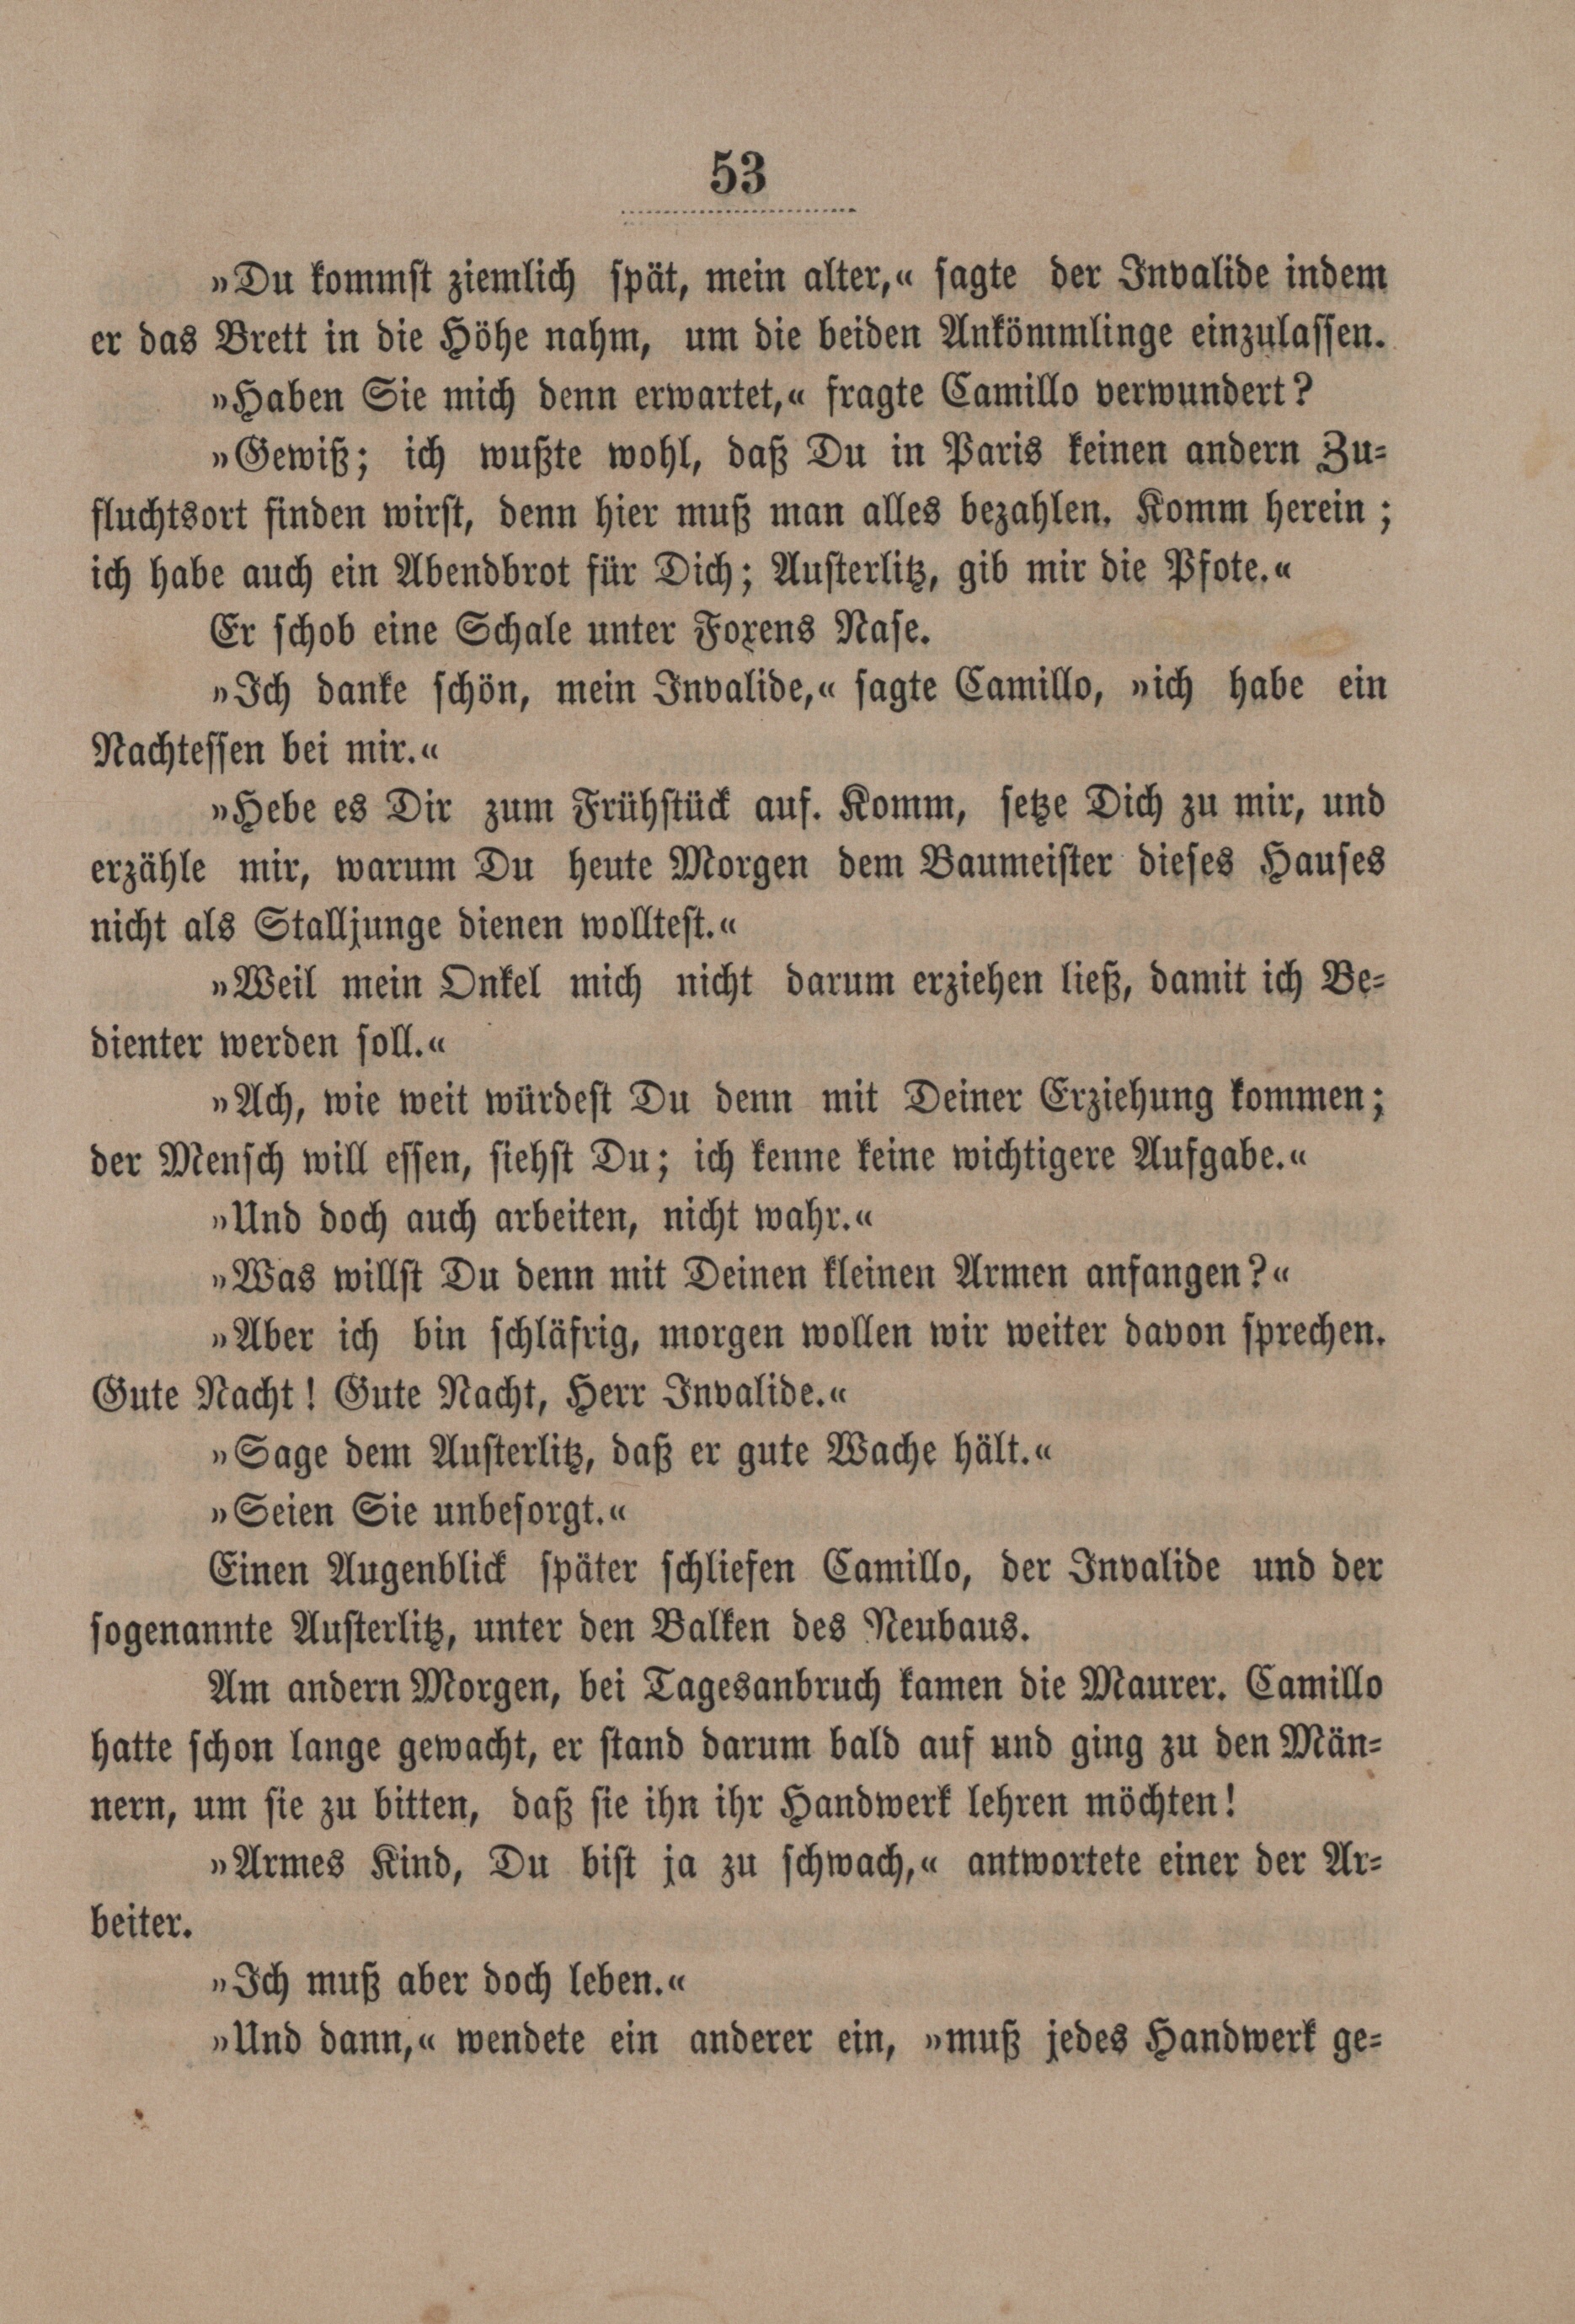 53
»Du kommst ziemlich spät, mein alter,« sagte der Invalide indem
er das Brett in die Höhe nahm, um die beiden Ankömmlinge einzulassen.
»Haben Sie mich denn erwartet,« fragte Camillo verwundert?
»Gewiß; ich wußte wohl, daß Du in Paris keinen andern Zu-
fluchtsort finden wirst, denn hier muß man alles bezahlen. Komm herein;
ich habe auch ein Abendbrot für Dich; Austerlitz, gib mir die Pfote.«
Er schob eine Schale unter Foxens Nase.
»Ich danke schön, mein Invalide,« sagte Camillo, »ich habe ein
Nachtessen bei mir.«
»Hebe es Dir zum Frühstück auf. Komm, setze Dich zu mir, und
erzähle mir, warum Du heute Morgen dem Baumeister dieses Hauses
nicht als Stalljunge dienen wolltest.«
»Weil mein Onkel mich nicht darum erziehen ließ, damit ich Be-
dienter werden soll.«
»Ach, wie weit würdest Du denn mit Deiner Erziehung kommen;
der Mensch will essen, siehst Du; ich kenne keine wichtigere Aufgabe.«
»Und doch auch arbeiten, nicht wahr.«
»Was willst Du denn mit Deinen kleinen Armen anfangen?«
»Aber ich bin schläfrig, morgen wollen wir weiter davon sprechen.
Gute Nacht! Gute Nacht, Herr Invalide.«
»Sage dem Austerlitz, daß er gute Wache hält.«
»Seien Sie unbesorgt.«
Einen Augenblick später schliefen Camillo, der Invalide und der
sogenannte Austerlitz, unter den Balken des Neubaus.
Am andern Morgen, bei Tagesanbruch kamen die Maurer. Camillo
hatte schon lange gewacht, er stand darum bald auf und ging zu den Män-
nern, um sie zu bitten, daß sie ihn ihr Handwerk lehren möchten!
»Armes Kind, Du bist ja zu schwach,« antwortete einer der Ar-
beiter.
»Ich muß aber doch leben.«
»Und dann,« wendete ein anderer ein, »muß jedes Handwerk ge-